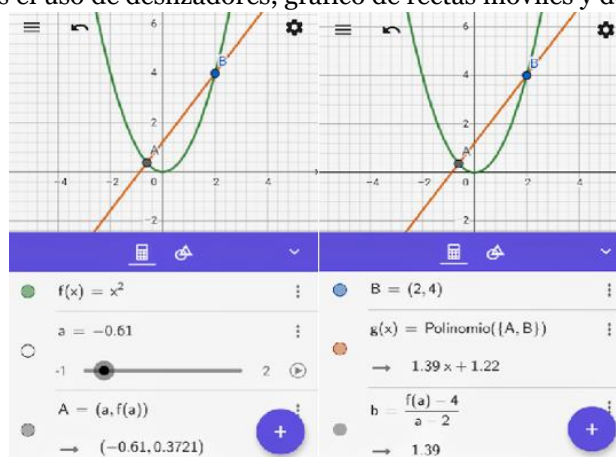 s el uso de deslizadores, gráfico de rectas móviles y d
6
4
2
-4
-2
0
2
4
-2
A
B
f(x) = x²
a = −0.61
-1
2
A = (a, f(a))
→ (−0.61, 0.3721)
+
6
4
2
-4
-2
0
2
4
-2
A
B
B = (2, 4)
g(x) = Polinomio({A, B})
→ 1.39 x + 1.22
b = f(a) − 4 / a − 2
→ 1.39
+